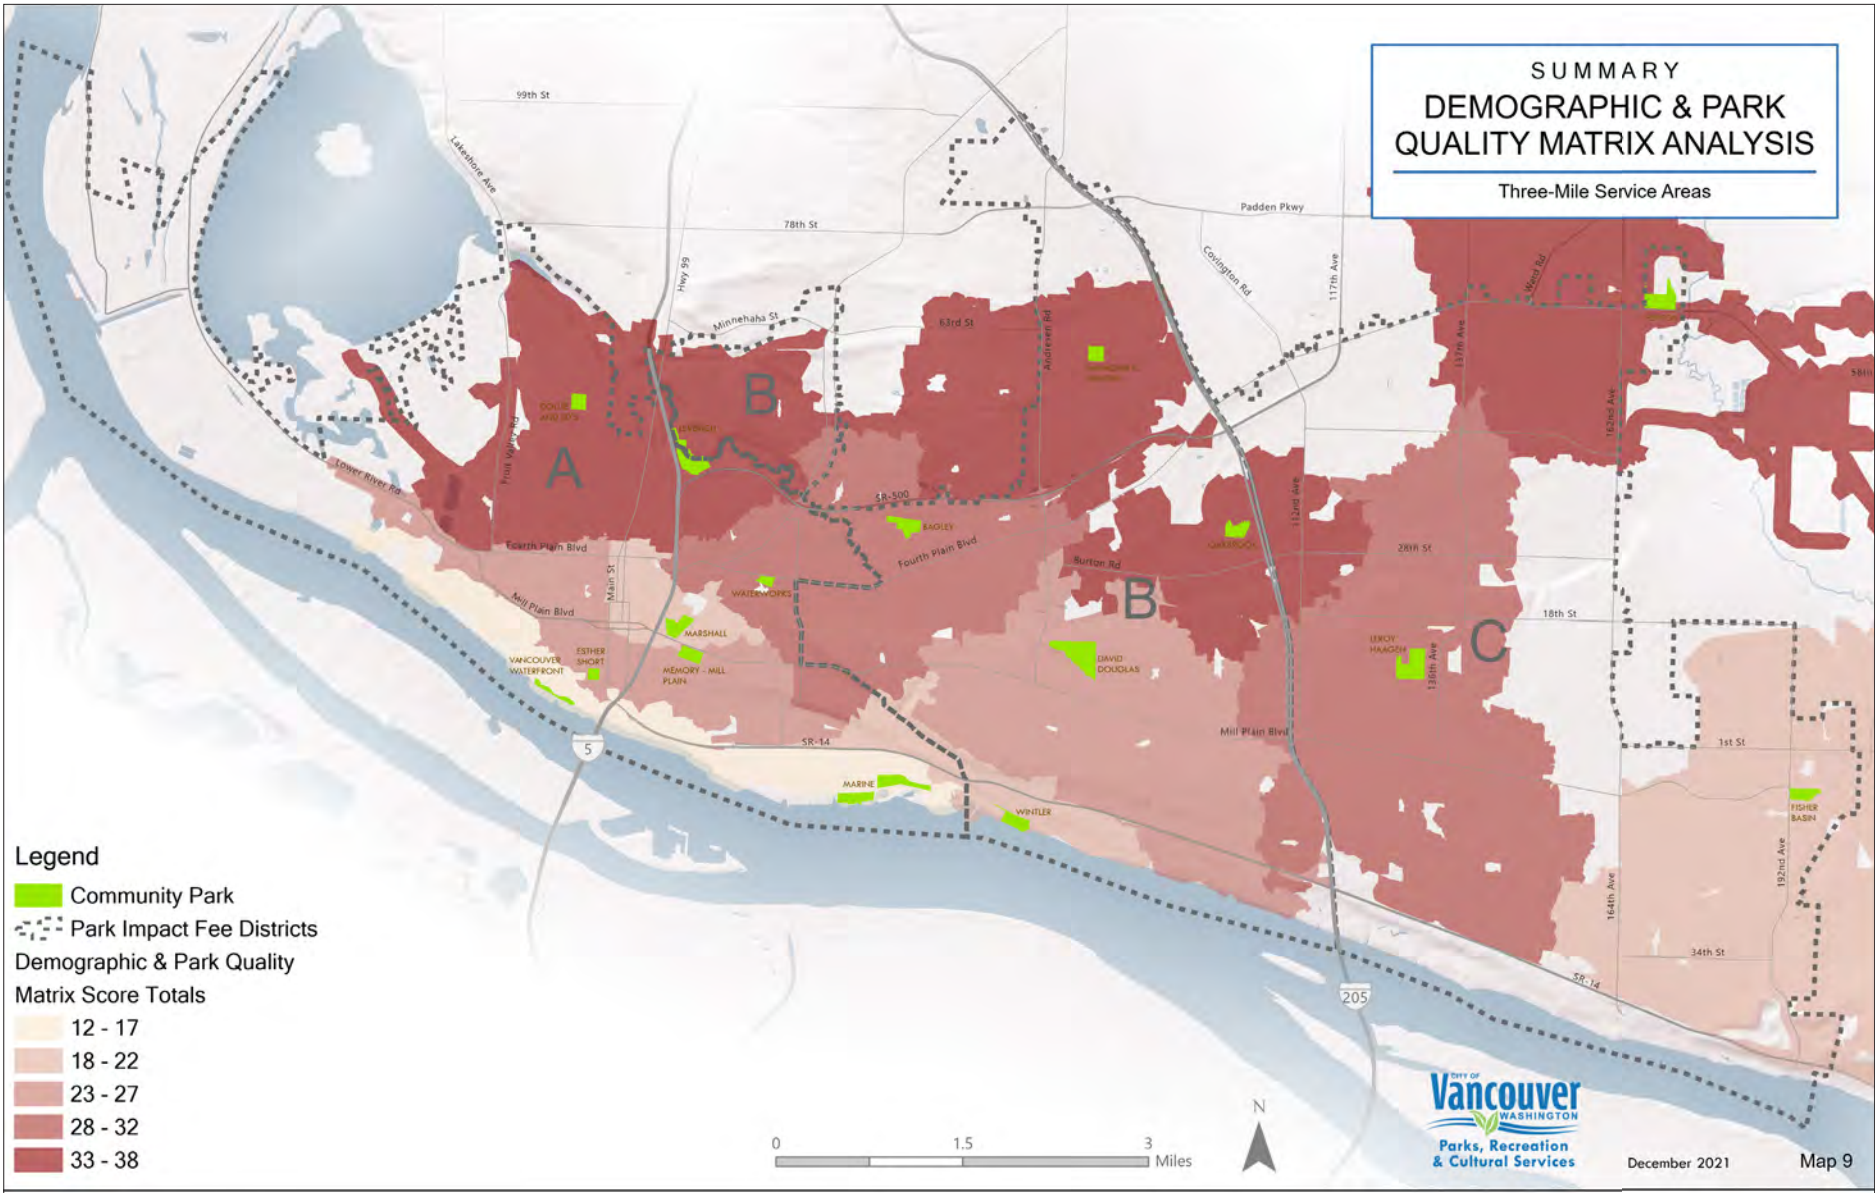 SUMMARY
DEMOGRAPHIC & PARK
QUALITY MATRIX ANALYSIS
Three-Mile Service Areas
99th St
Lakeshore Ave
78th St
Padden Pkwy
Hwy 99
Covington Rd
117th Ave
Ward Rd
Minnehaha St
63rd St
Andresen Rd
137th Ave
58th
162nd Ave
B
A
Fruit Valley Rd
LEVERICH
Lower River Rd
SR-500
BAGLEY
Fourth Plain Blvd
Fourth Plain Blvd
112th Ave
OAKBROOK
28th St
Burton Rd
B
Main St
WATERWORKS
Mill Plain Blvd
MARSHALL
18th St
C
LEROY
HAAGEN
136th Ave
VANCOUVER
WATERFRONT
ESTHER
SHORT
MEMORY - MILL
PLAIN
DAVID
DOUGLAS
Mill Plain Blvd
5
SR-14
1st St
MARINE
WINTLER
FISHER
BASIN
192nd Ave
164th Ave
34th St
SR-14
205
Legend
Community Park
Park Impact Fee Districts
Demographic & Park Quality
Matrix Score Totals
12 - 17
18 - 22
23 - 27
28 - 32
33 - 38
0 1.5 3
Miles
N
CITY OF
Vancouver
WASHINGTON
Parks, Recreation
& Cultural Services
December 2021
Map 9